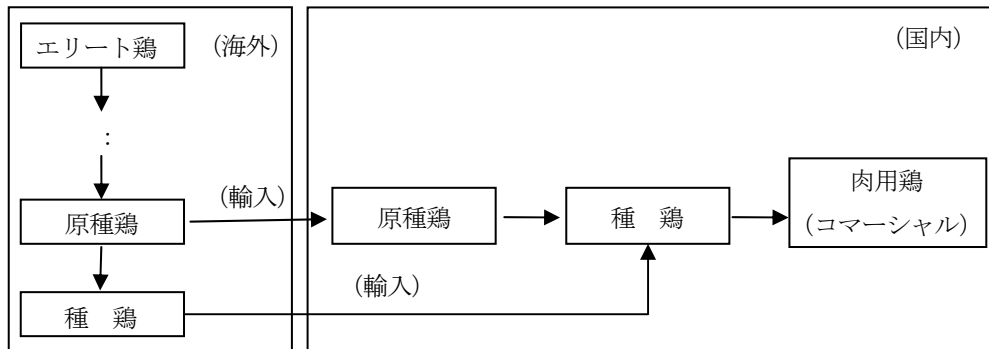 エリート鶏
(海外)
(国内)
:
原種鶏
(輸入)
原種鶏
種　鶏
肉用鶏
(コマーシャル)
種　鶏
(輸入)